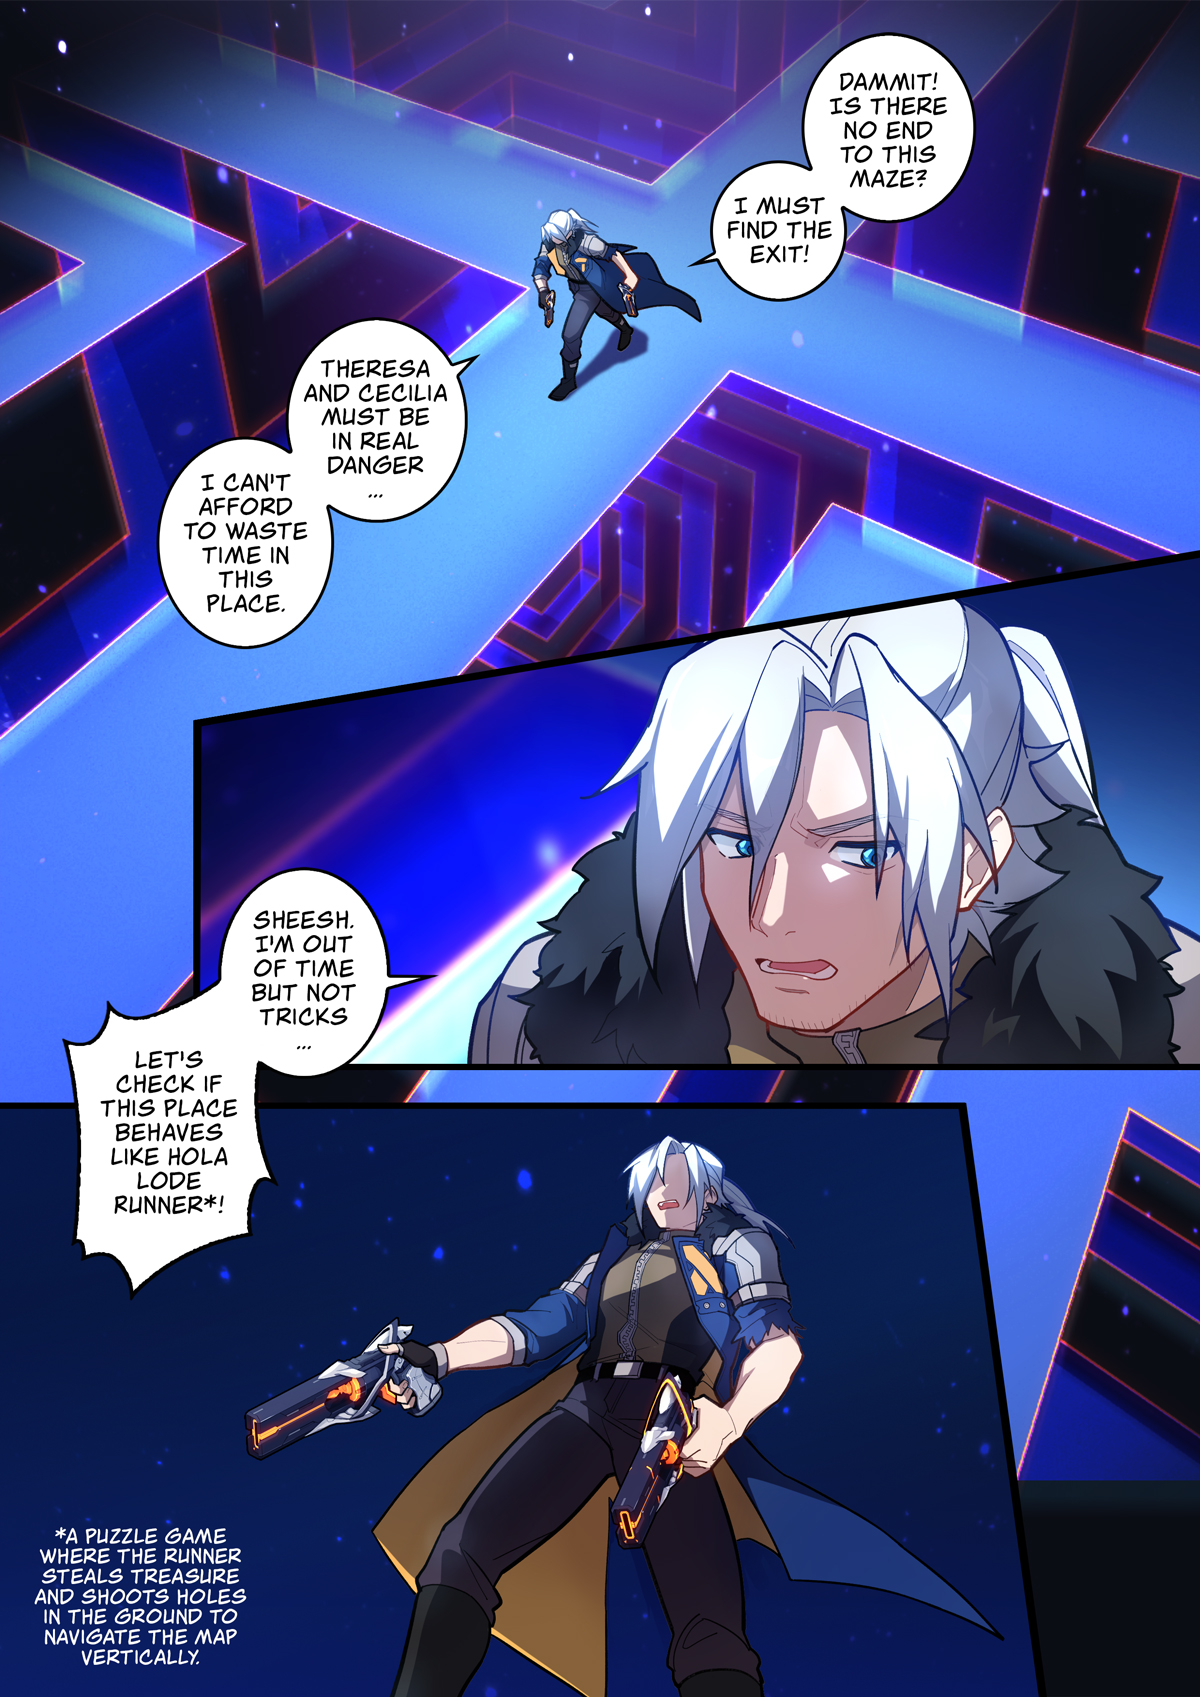 DAMMIT!
IS THERE
NO END
TO THIS
MAZE?
I MUST
FIND THE
EXIT!
THERESA
AND CECILIA
MUST BE
IN REAL
DANGER
...
I CAN'T
AFFORD
TO WASTE
TIME IN
THIS
PLACE.
SHEESH.
I'M OUT
OF TIME
BUT NOT
TRICKS
...
LET'S
CHECK IF
THIS PLACE
BEHAVES
LIKE HOLA
LODE
RUNNER*!
*A PUZZLE GAME
WHERE THE RUNNER
STEALS TREASURE
AND SHOOTS HOLES
IN THE GROUND TO
NAVIGATE THE MAP
VERTICALLY.